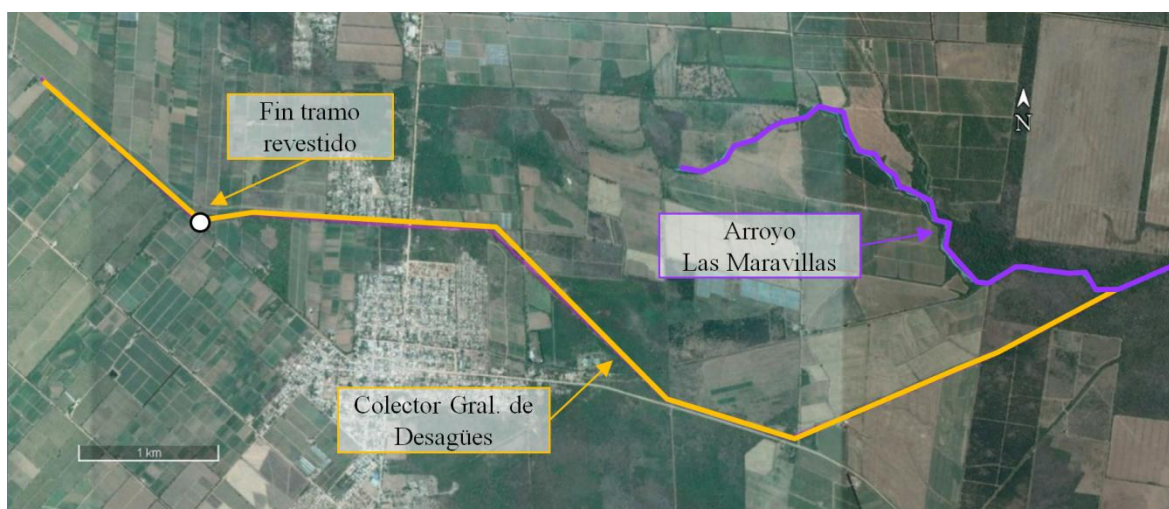 Fin tramo
revestido
N
Arroyo
Las Maravillas
Colector Gral. de
Desagües
1 km